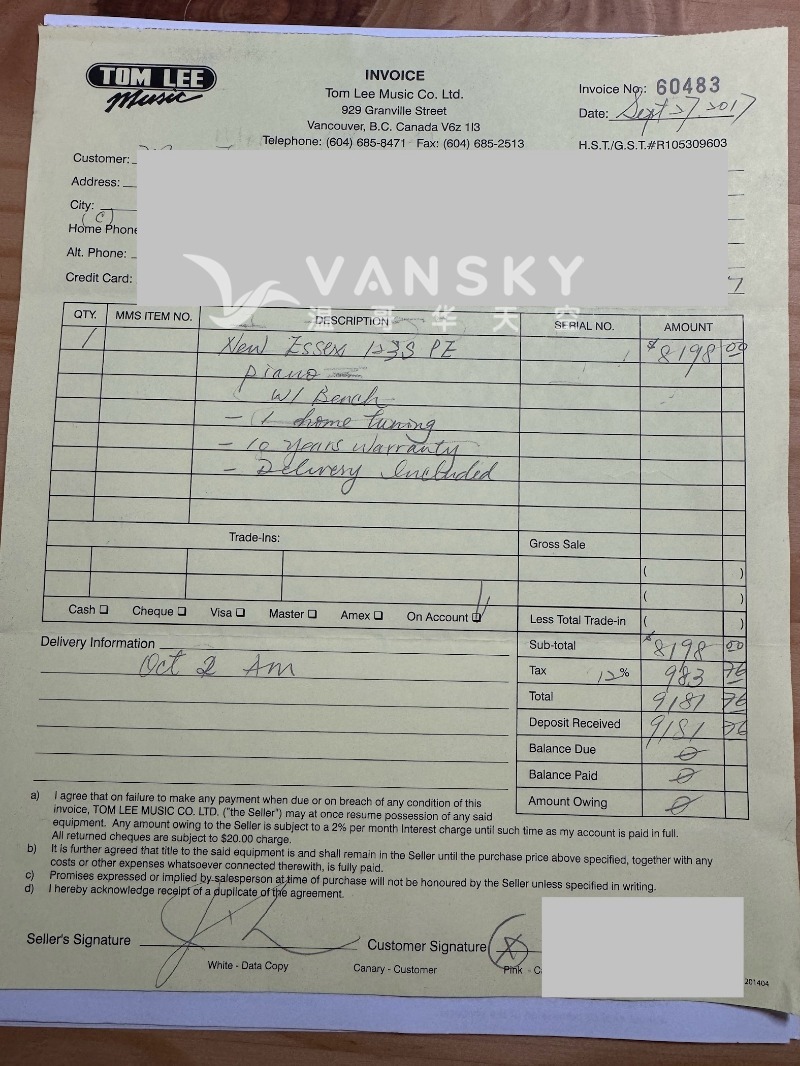 TOM LEE
Music
INVOICE
Tom Lee Music Co. Ltd.
929 Granville Street
Vancouver, B.C. Canada V6z 1I3
Telephone: (604) 685-8471 Fax: (604) 685-2513
Invoice No.: 60483
Date: Sept 27, 2017
H.S.T./G.S.T.#R105309603
Customer:
Address:
City:
(C)
Home Phone
Alt. Phone:
Credit Card:
VANSKY
温哥华天空
QTY. MMS ITEM NO. DESCRIPTION SERIAL NO. AMOUNT
1 New Essex 123S PE $8198 00
piano
W/ Bench
- 1 home tuning
- 10 years warranty
- Delivery Included
Trade-Ins:
Gross Sale
( )
( )
Cash Cheque Visa Master Amex On Account
Less Total Trade-in ( )
Delivery Information
Oct 2 Am
Sub-total $8198 00
Tax 12% 983 76
Total 9181 76
Deposit Received 9181 76
Balance Due 0
Balance Paid 0
Amount Owing 0
a) I agree that on failure to make any payment when due or on breach of any condition of this
invoice, TOM LEE MUSIC CO. LTD. ("the Seller") may at once resume possession of any said
equipment. Any amount owing to the Seller is subject to a 2% per month Interest charge until such time as my account is paid in full.
All returned cheques are subject to $20.00 charge.
b) It is further agreed that title to the said equipment is and shall remain in the Seller until the purchase price above specified, together with any
costs or other expenses whatsoever connected therewith, is fully paid.
c) Promises expressed or implied by salesperson at time of purchase will not be honoured by the Seller unless specified in writing.
d) I hereby acknowledge receipt of a duplicate of the agreement.
Seller's Signature
Customer Signature X
White - Data Copy Canary - Customer Pink - C
201404